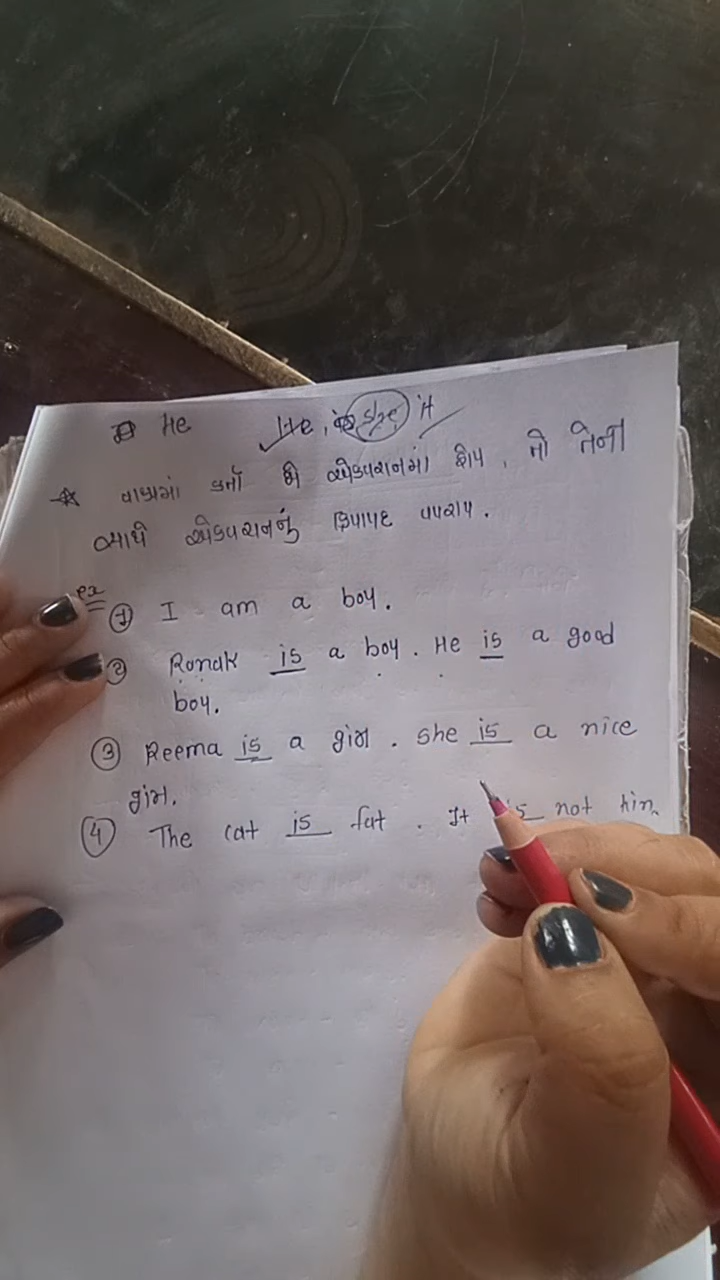 He He, she it
* વાક્યમાં કર્તા જો એકવચનમાં હોય, તો તેની
સાથે એકવચનનું ક્રિયાપદ વપરાય.
ex
① I am a boy.
② Ronak is a boy. He is a good
boy.
③ Reema is a girl. she is a nice
girl.
④ The cat is fat. It is not